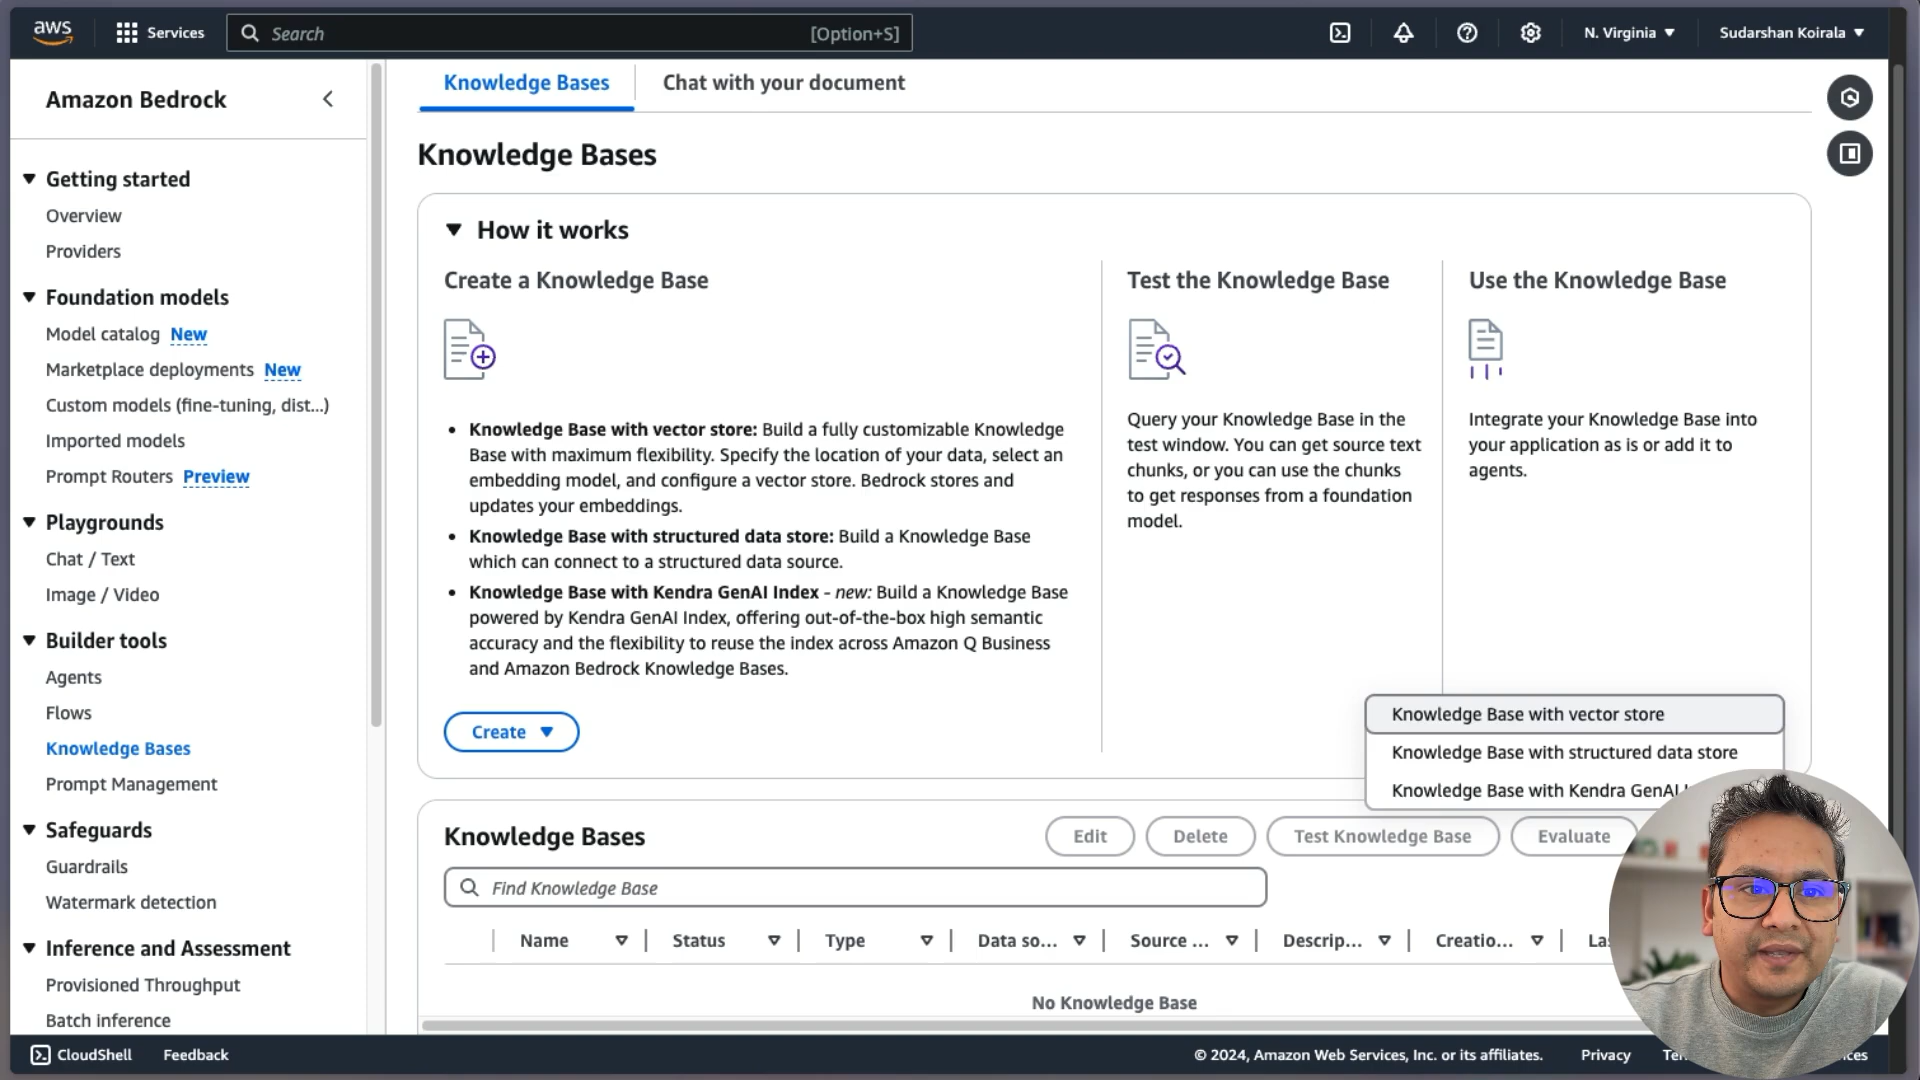 aws
Services
Search
[Option+S]
N. Virginia
Sudarshan Koirala
Amazon Bedrock
Getting started
Overview
Providers
Foundation models
Model catalog New
Marketplace deployments New
Custom models (fine-tuning, dist...)
Imported models
Prompt Routers Preview
Playgrounds
Chat / Text
Image / Video
Builder tools
Agents
Flows
Knowledge Bases
Prompt Management
Safeguards
Guardrails
Watermark detection
Inference and Assessment
Provisioned Throughput
Batch inference
Knowledge Bases
Chat with your document
Knowledge Bases
How it works
Create a Knowledge Base
• Knowledge Base with vector store: Build a fully customizable Knowledge
Base with maximum flexibility. Specify the location of your data, select an
embedding model, and configure a vector store. Bedrock stores and
updates your embeddings.
• Knowledge Base with structured data store: Build a Knowledge Base
which can connect to a structured data source.
• Knowledge Base with Kendra GenAI Index - new: Build a Knowledge Base
powered by Kendra GenAI Index, offering out-of-the-box high semantic
accuracy and the flexibility to reuse the index across Amazon Q Business
and Amazon Bedrock Knowledge Bases.
Create
Test the Knowledge Base
Query your Knowledge Base in the
test window. You can get source text
chunks, or you can use the chunks
to get responses from a foundation
model.
Use the Knowledge Base
Integrate your Knowledge Base into
your application as is or add it to
agents.
Knowledge Base with vector store
Knowledge Base with structured data store
Knowledge Base with Kendra GenAI
Knowledge Bases
Edit
Delete
Test Knowledge Base
Evaluate
Find Knowledge Base
Name
Status
Type
Data so...
Source ...
Descrip...
Creatio...
No Knowledge Base
CloudShell
Feedback
© 2024, Amazon Web Services, Inc. or its affiliates.
Privacy